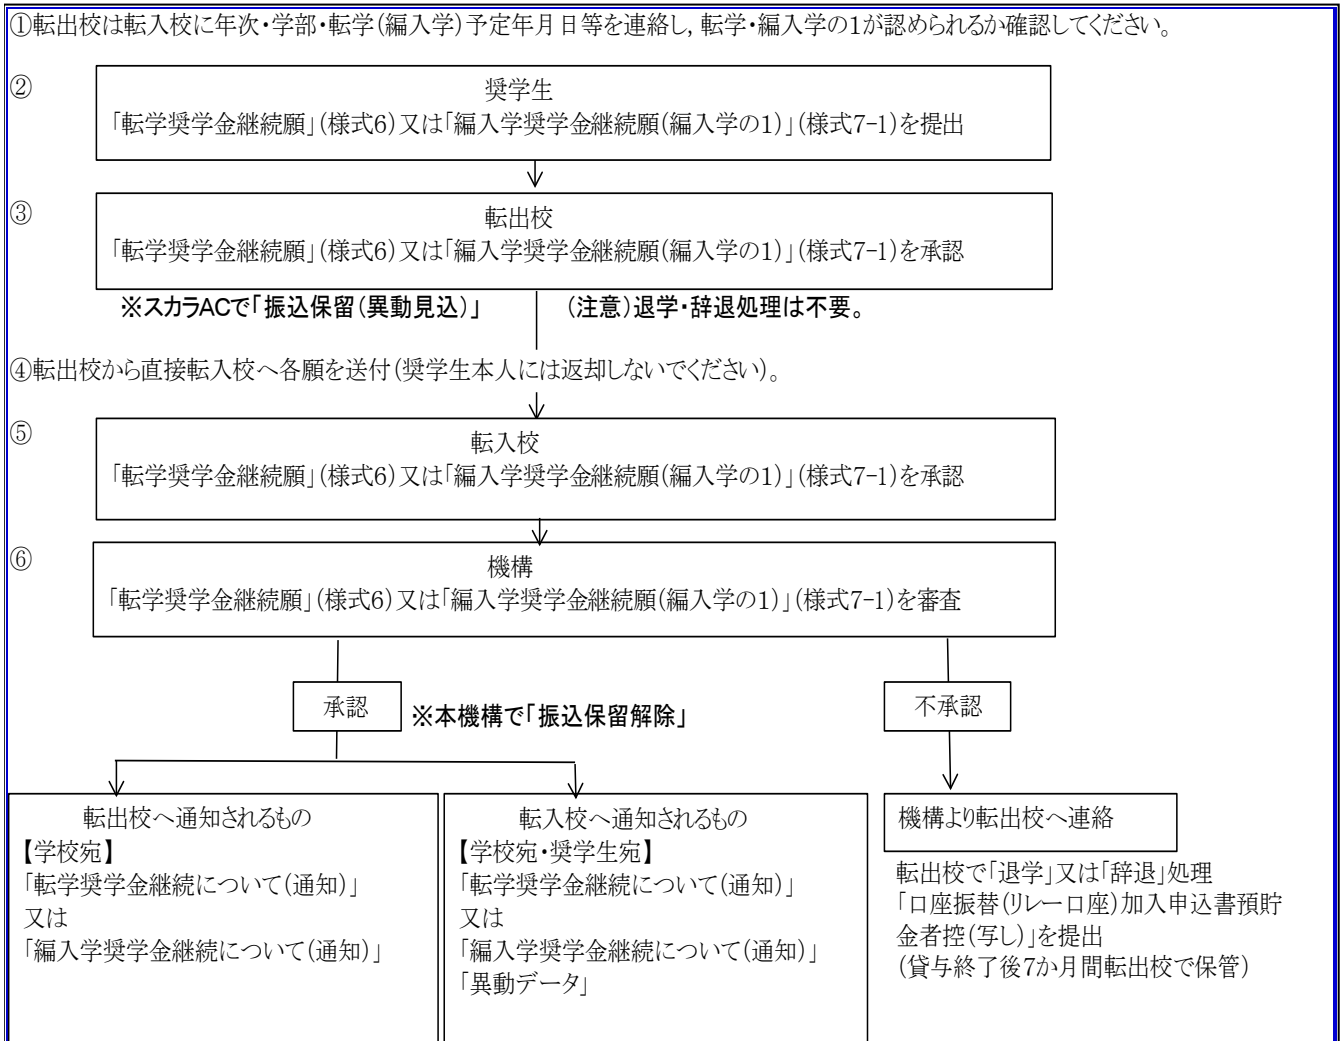 ①転出校は転入校に年次・学部・転学(編入学)予定年月日等を連絡し,転学・編入学の1が認められるか確認してください。
②
奨学生
「転学奨学金継続願」(様式6)又は「編入学奨学金継続願(編入学の1)」(様式7-1)を提出
③
転出校
「転学奨学金継続願」(様式6)又は「編入学奨学金継続願(編入学の1)」(様式7-1)を承認
※スカラACで「振込保留(異動見込)」 (注意)退学・辞退処理は不要。
④転出校から直接転入校へ各願を送付(奨学生本人には返却しないでください)。
⑤
転入校
「転学奨学金継続願」(様式6)又は「編入学奨学金継続願(編入学の1)」(様式7-1)を承認
⑥
機構
「転学奨学金継続願」(様式6)又は「編入学奨学金継続願(編入学の1)」(様式7-1)を審査
承認
※本機構で「振込保留解除」
不承認
転出校へ通知されるもの
【学校宛】
「転学奨学金継続について(通知)」
又は
「編入学奨学金継続について(通知)」
転入校へ通知されるもの
【学校宛・奨学生宛】
「転学奨学金継続について(通知)」
又は
「編入学奨学金継続について(通知)」
「異動データ」
機構より転出校へ連絡
転出校で「退学」又は「辞退」処理
「口座振替(リレー口座)加入申込書預貯
金者控(写し)」を提出
(貸与終了後7か月間転出校で保管)